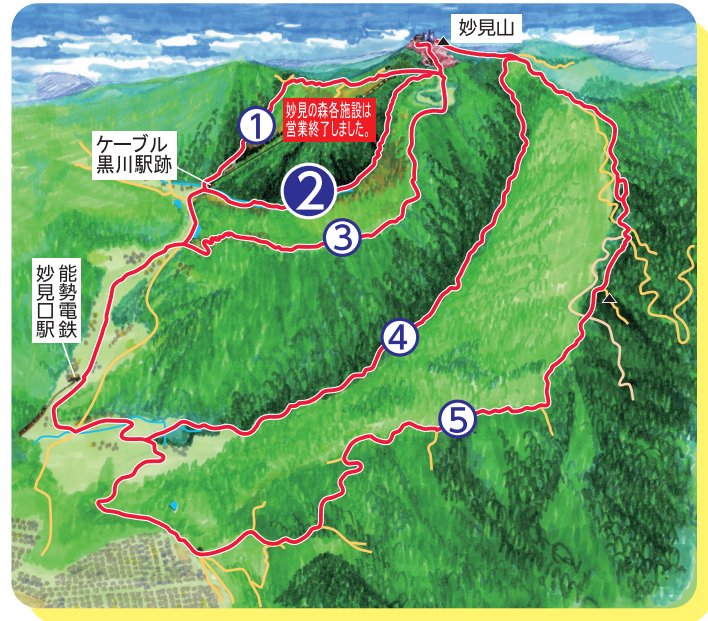 妙見山
1
妙見の森各施設は
営業終了しました。
ケーブル
黒川駅跡
2
3
能勢電鉄
妙見口駅
4
5